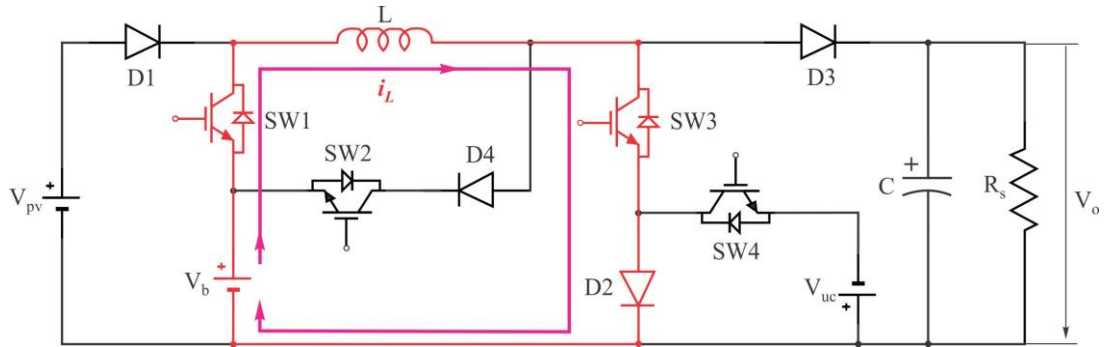 L
D1
D3
i_L
SW1
SW3
SW2
D4
V_pv
+
C
R_s
V_o
SW4
V_b
D2
V_uc